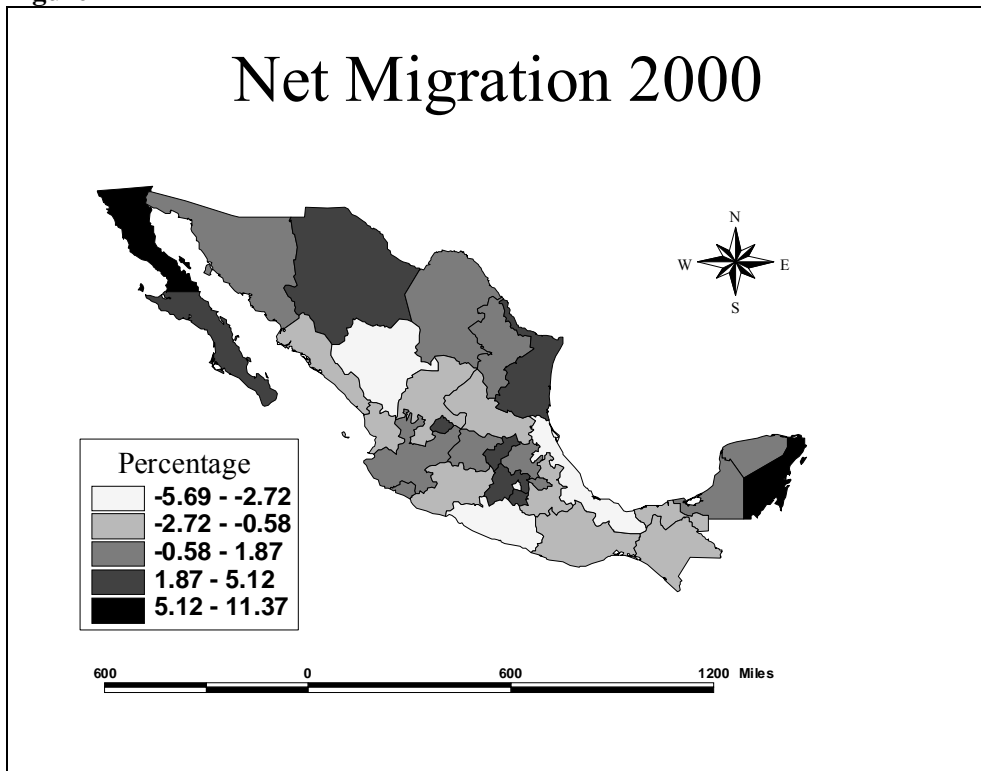 Net Migration 2000
N
W E
S
Percentage
-5.69 - -2.72
-2.72 - -0.58
-0.58 - 1.87
1.87 - 5.12
5.12 - 11.37
600 0 600 1200 Miles